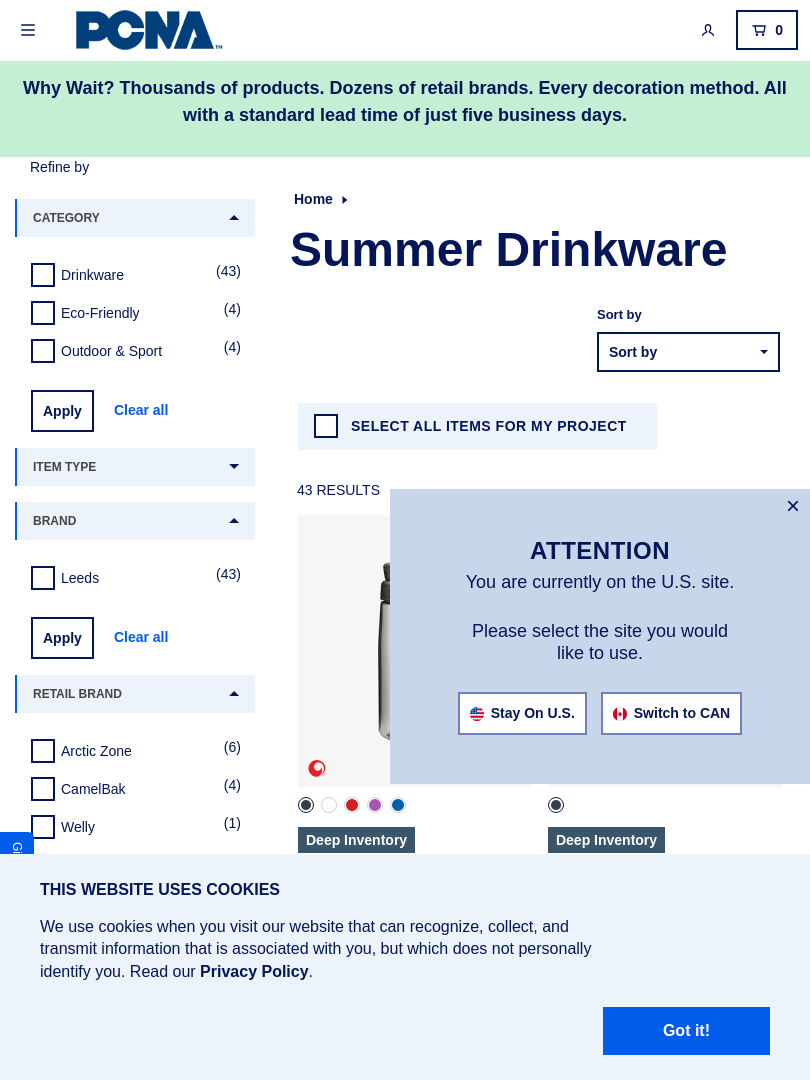 PCNA™
0
Why Wait? Thousands of products. Dozens of retail brands. Every decoration method. All
with a standard lead time of just five business days.
Refine by
Home
CATEGORY
Summer Drinkware
Drinkware (43)
Eco-Friendly (4)
Outdoor & Sport (4)
Sort by
Sort by
Apply Clear all
SELECT ALL ITEMS FOR MY PROJECT
ITEM TYPE
43 RESULTS
BRAND
ATTENTION
You are currently on the U.S. site.
Leeds (43)
Please select the site you would
like to use.
Apply Clear all
RETAIL BRAND
Stay On U.S. Switch to CAN
Arctic Zone (6)
CamelBak (4)
Welly (1)
Deep Inventory Deep Inventory
THIS WEBSITE USES COOKIES
We use cookies when you visit our website that can recognize, collect, and
transmit information that is associated with you, but which does not personally
identify you. Read our Privacy Policy.
Got it!